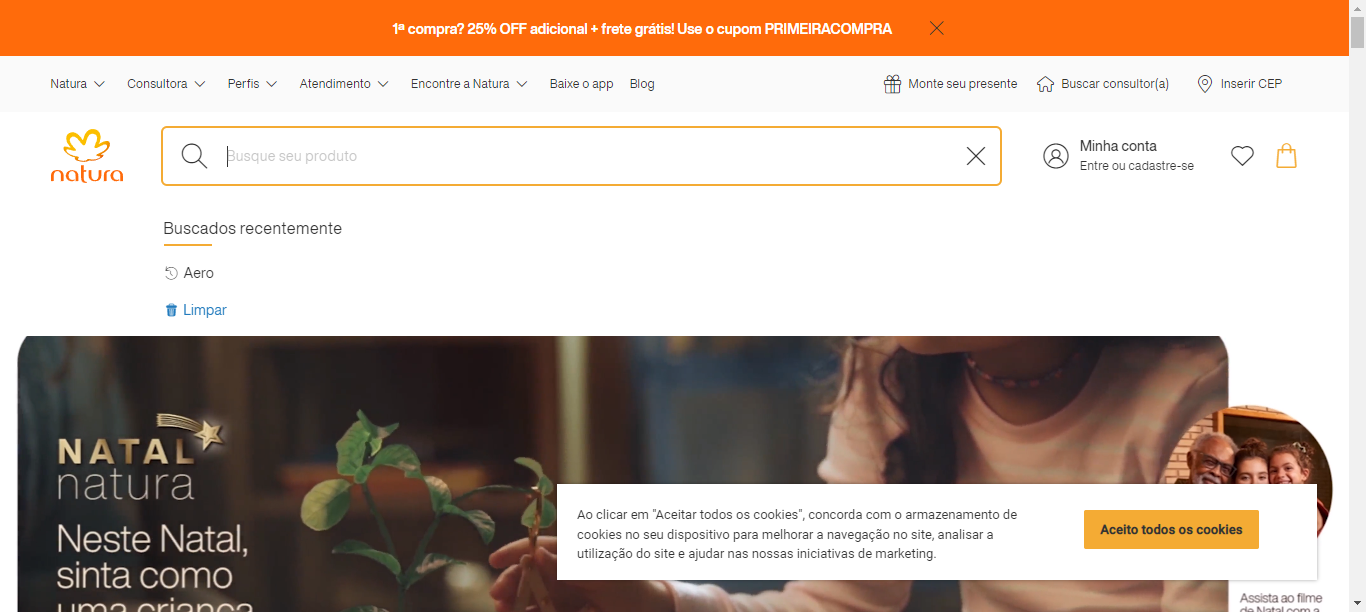 1ª compra? 25% OFF adicional + frete grátis! Use o cupom PRIMEIRACOMPRA
Natura Consultora Perfis Atendimento Encontre a Natura Baixe o app Blog Monte seu presente Buscar consultor(a) Inserir CEP
natura
Busque seu produto
Minha conta
Entre ou cadastre-se
Buscados recentemente
Aero
Limpar
NATAL
natura
Neste Natal,
sinta como
uma criança
Ao clicar em "Aceitar todos os cookies", concorda com o armazenamento de
cookies no seu dispositivo para melhorar a navegação no site, analisar a
utilização do site e ajudar nas nossas iniciativas de marketing.
Aceito todos os cookies
Assista ao filme
de Natal com a